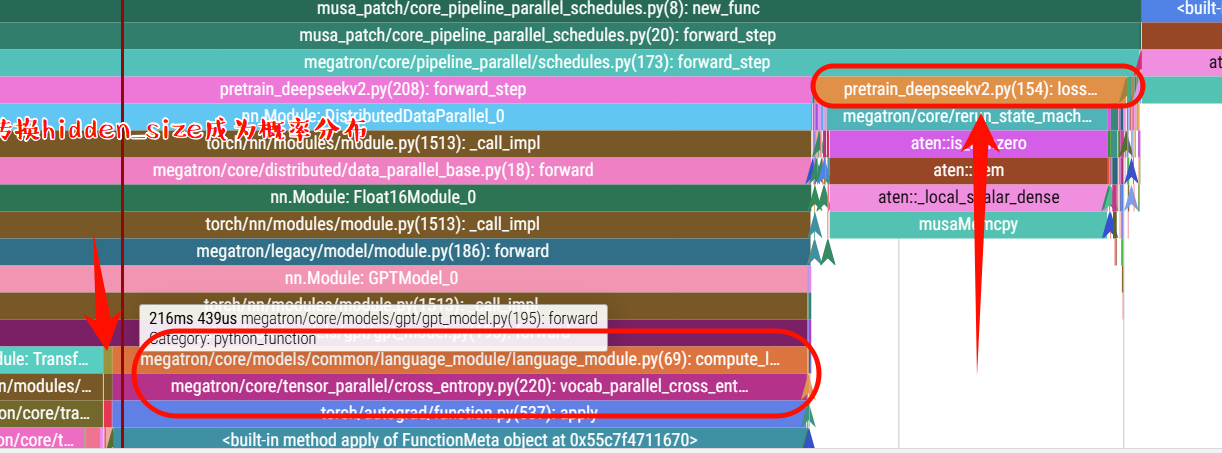 musa_patch/core_pipeline_parallel_schedules.py(8): new_func
<built-
musa_patch/core_pipeline_parallel_schedules.py(20): forward_step
megatron/core/pipeline_parallel/schedules.py(173): forward_step
at
pretrain_deepseekv2.py(208): forward_step
pretrain_deepseekv2.py(154): loss...
nn.Module: DistributedDataParallel_0
megatron/core/rerun_state_mach...
转换hidden_size成为概率分布
torch/nn/modules/module.py(1513): _call_impl
megatron/core/distributed/data_parallel_base.py(18): forward
nn.Module: Float16Module_0
aten::_local_scalar_dense
torch/nn/modules/module.py(1513): _call_impl
megatron/legacy/model/module.py(186): forward
nn.Module: GPTModel_0
torch/nn/modules/module.py(1513): _call_impl
216ms 439us megatron/core/models/gpt/gpt_model.py(195): forward
Category: python_function
dule: Transf...
megatron/core/models/common/language_module/language_module.py(69): compute_l...
n/modules/...
megatron/core/tensor_parallel/cross_entropy.py(220): vocab_parallel_cross_ent...
on/core/tra...
torch/autograd/function.py(537): apply
on/core/t...
<built-in method apply of FunctionMeta object at 0x55c7f4711670>